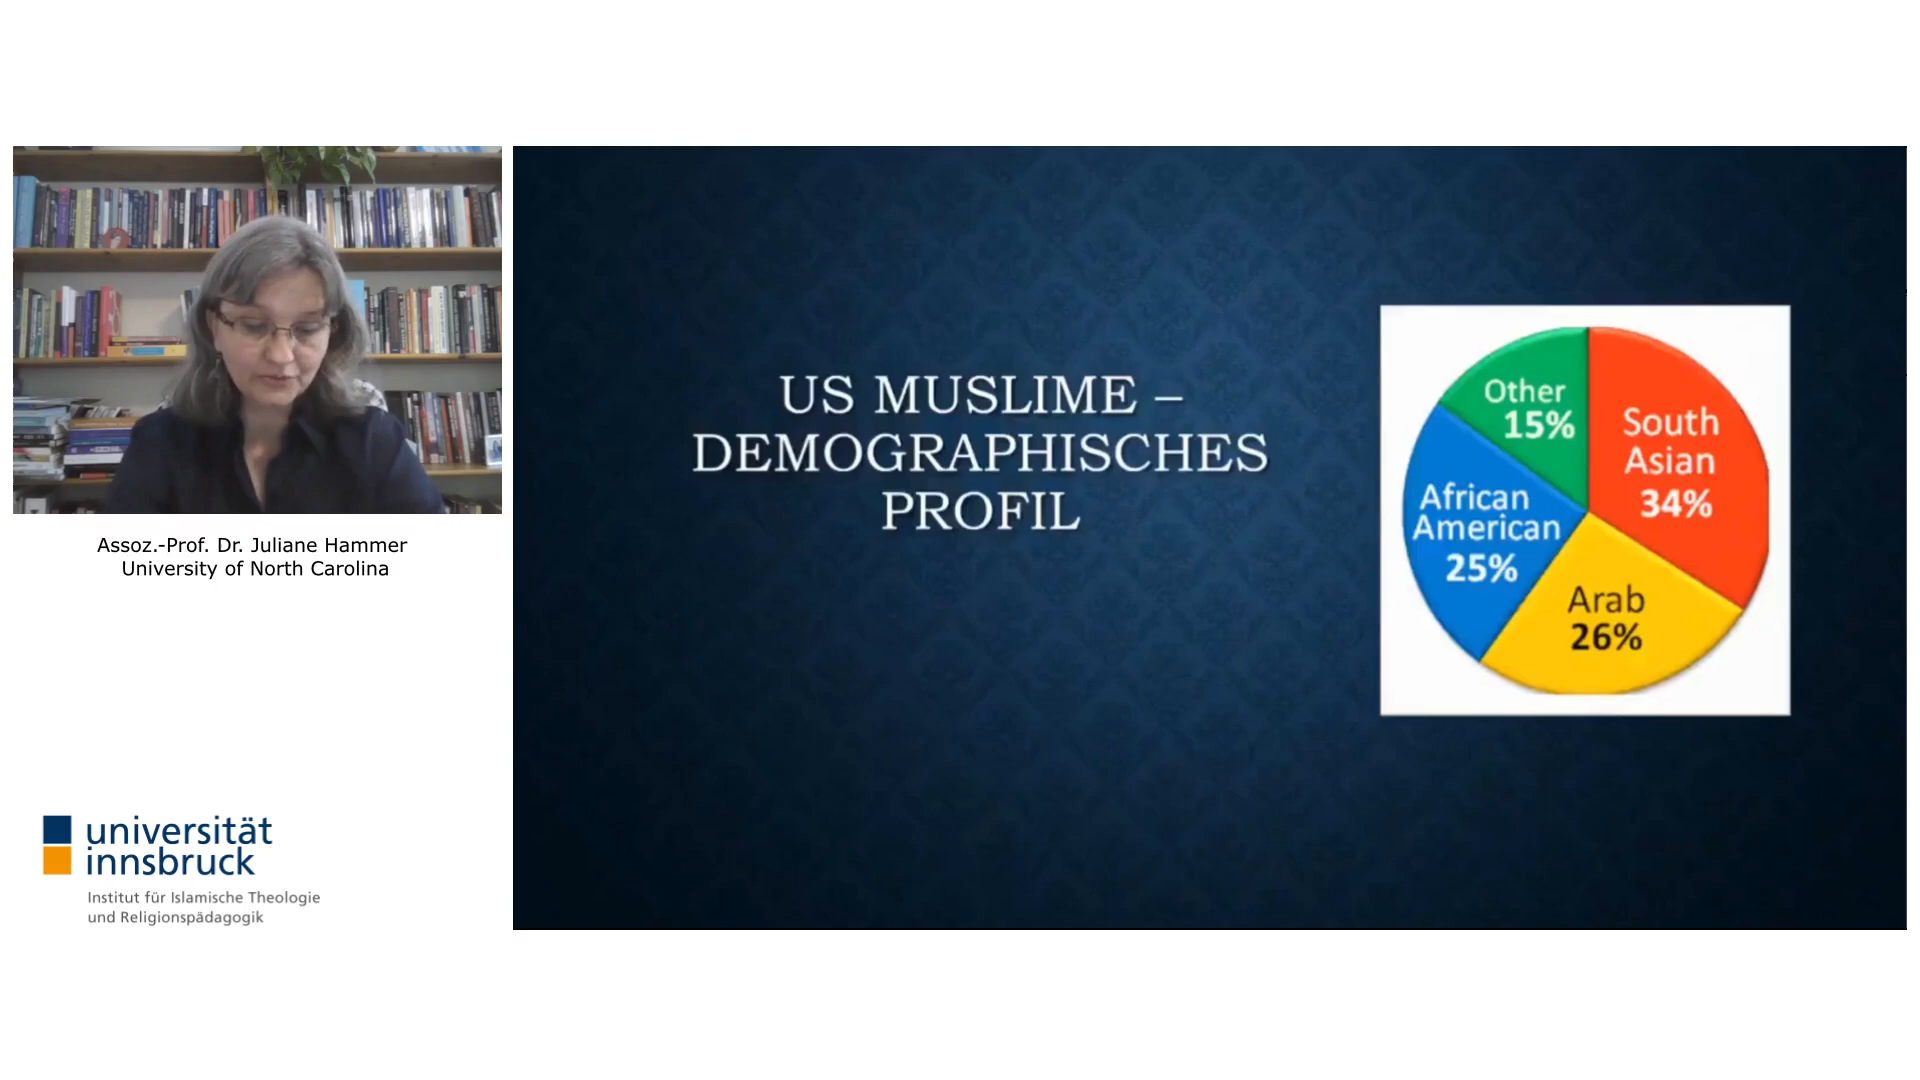 Assoz.-Prof. Dr. Juliane Hammer
University of North Carolina
universität
innsbruck
Institut für Islamische Theologie
und Religionspädagogik
US MUSLIME –
DEMOGRAPHISCHES
PROFIL
Other
15%
South
Asian
34%
African
American
25%
Arab
26%